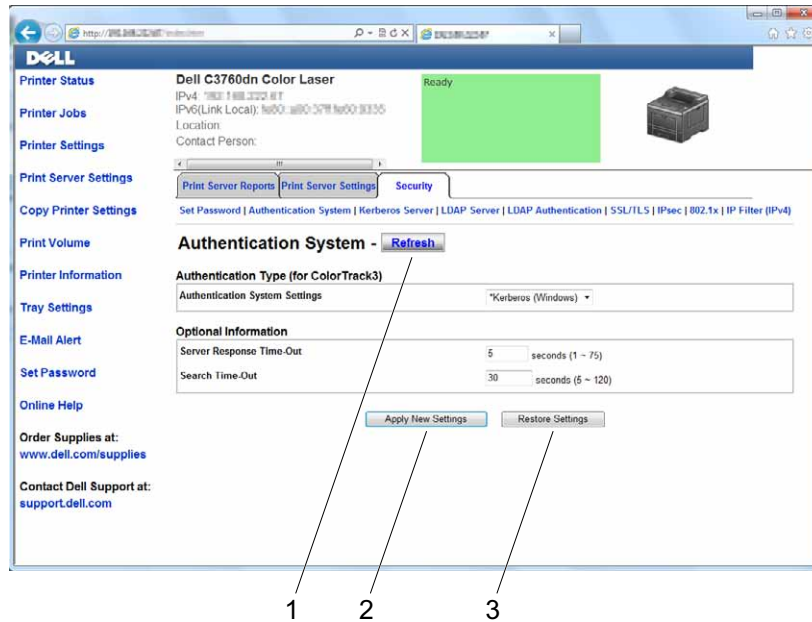 http://
DELL
Printer Status
Printer Jobs
Printer Settings
Print Server Settings
Copy Printer Settings
Print Volume
Printer Information
Tray Settings
E-Mail Alert
Set Password
Online Help
Order Supplies at:
www.dell.com/supplies
Contact Dell Support at:
support.dell.com
Dell C3760dn Color Laser
IPv4:
IPv6(Link Local):
Location:
Contact Person:
Ready
Print Server Reports Print Server Settings Security
Set Password | Authentication System | Kerberos Server | LDAP Server | LDAP Authentication | SSL/TLS | IPsec | 802.1x | IP Filter (IPv4)
Authentication System - Refresh
Authentication Type (for ColorTrack3)
Authentication System Settings *Kerberos (Windows)
Optional Information
Server Response Time-Out 5 seconds (1 ~ 75)
Search Time-Out 30 seconds (5 ~ 120)
Apply New Settings Restore Settings
1 2 3